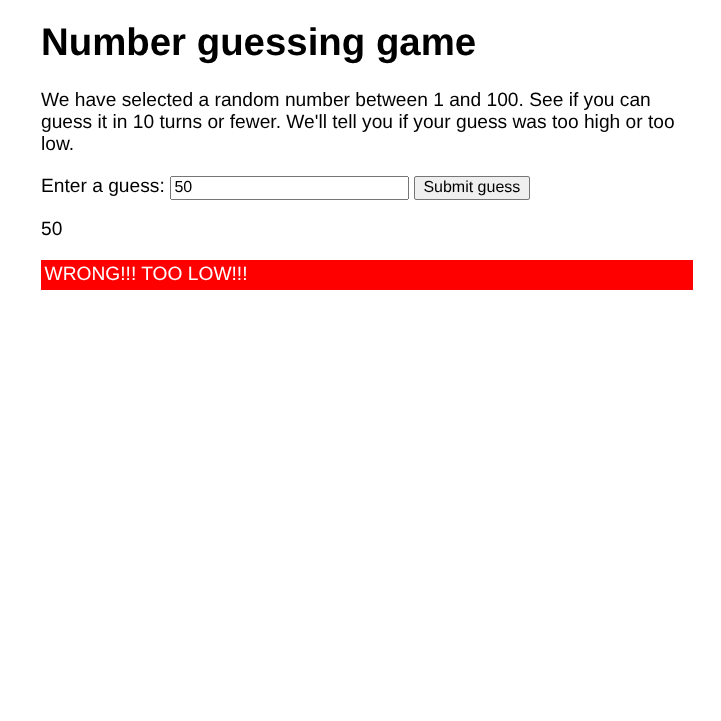 Number guessing game
We have selected a random number between 1 and 100. See if you can
guess it in 10 turns or fewer. We'll tell you if your guess was too high or too
low.
Enter a guess: 50 Submit guess
50
WRONG!!! TOO LOW!!!